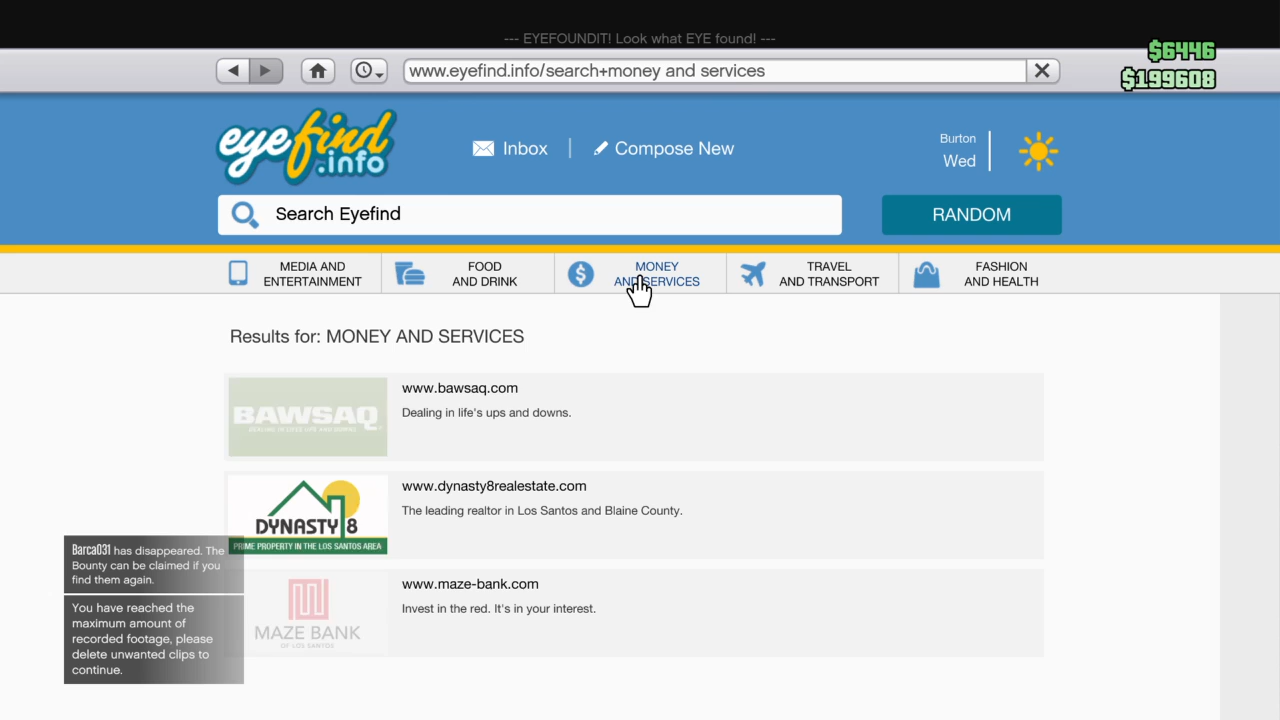 --- EYEFOUNDIT! Look what EYE found! ---
$6446
www.eyefind.info/search+money and services
$199608
eyefind
.info
Inbox
Compose New
Burton
Wed
Search Eyefind
RANDOM
MEDIA AND
ENTERTAINMENT
FOOD
AND DRINK
MONEY
AND SERVICES
TRAVEL
AND TRANSPORT
FASHION
AND HEALTH
Results for: MONEY AND SERVICES
BAWSAQ
DEALING IN LIFE'S UPS AND DOWNS
www.bawsaq.com
Dealing in life's ups and downs.
DYNASTY 8
PRIME PROPERTY IN THE LOS SANTOS AREA
www.dynasty8realestate.com
The leading realtor in Los Santos and Blaine County.
MAZE BANK
OF LOS SANTOS
www.maze-bank.com
Invest in the red. It's in your interest.
Barca031 has disappeared. The
Bounty can be claimed if you
find them again.
You have reached the
maximum amount of
recorded footage, please
delete unwanted clips to
continue.